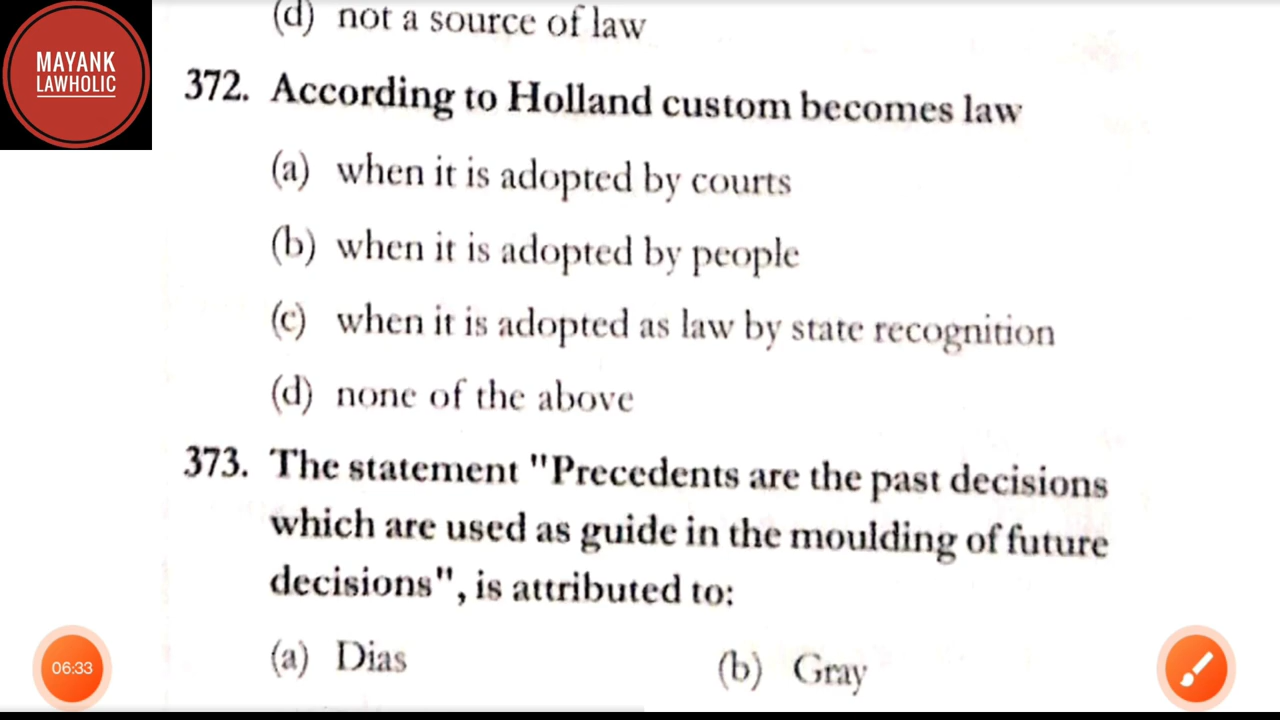 MAYANK
LAWHOLIC
(d) not a source of law
372. According to Holland custom becomes law
(a) when it is adopted by courts
(b) when it is adopted by people
(c) when it is adopted as law by state recognition
(d) none of the above
373. The statement "Precedents are the past decisions
which are used as guide in the moulding of future
decisions", is attributed to:
(a) Dias (b) Gray
06:33